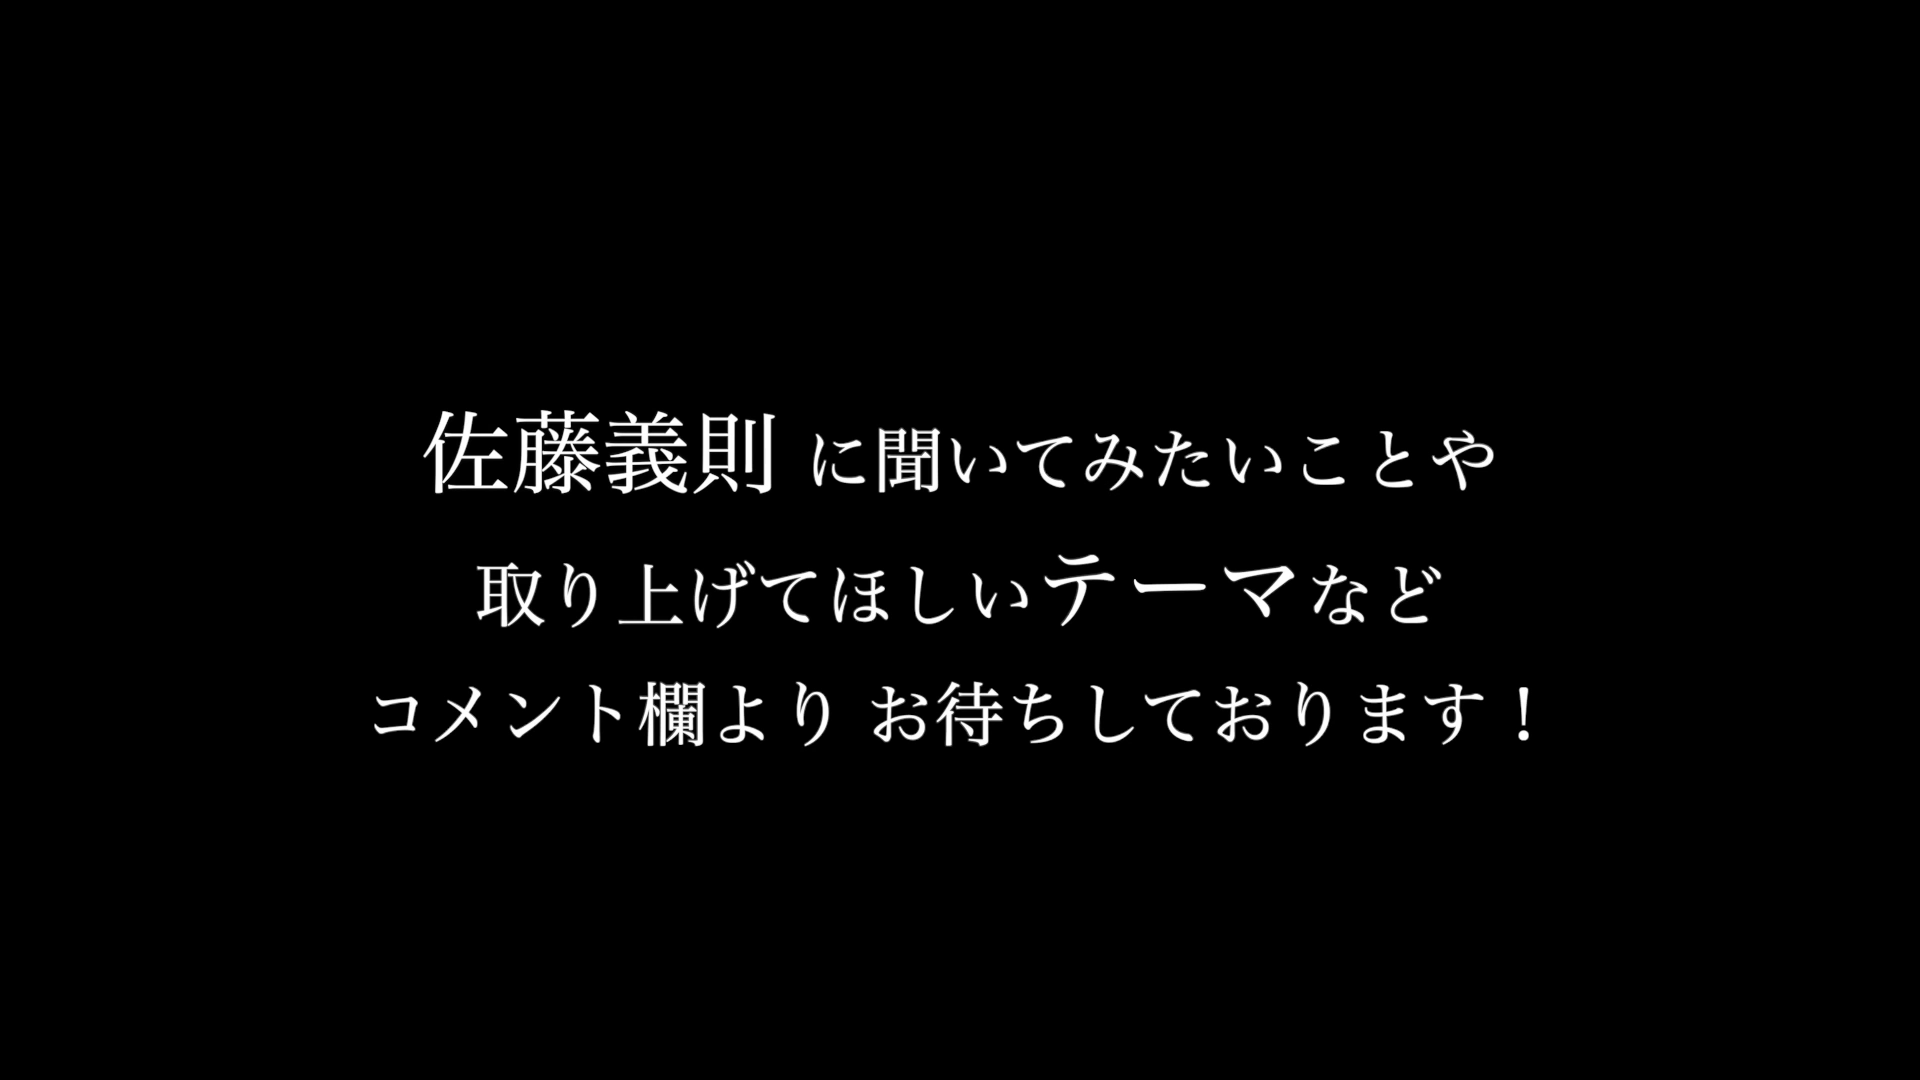 佐藤義則 に聞いてみたいことや
取り上げてほしいテーマなど
コメント欄より お待ちしております！